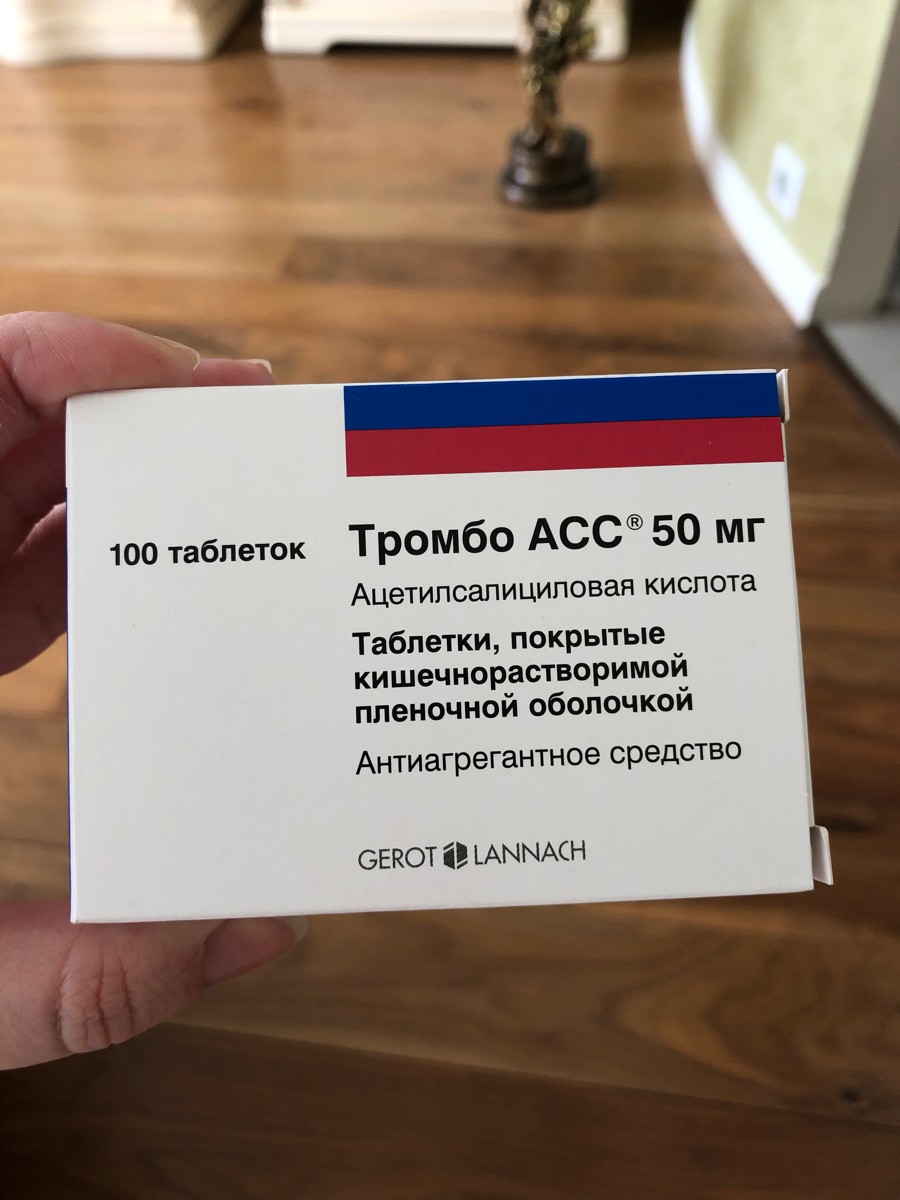 100 таблеток
Тромбо АСС® 50 мг
Ацетилсалициловая кислота
Таблетки, покрытые
кишечнорастворимой
пленочной оболочкой
Антиагрегантное средство
GEROT LANNACH